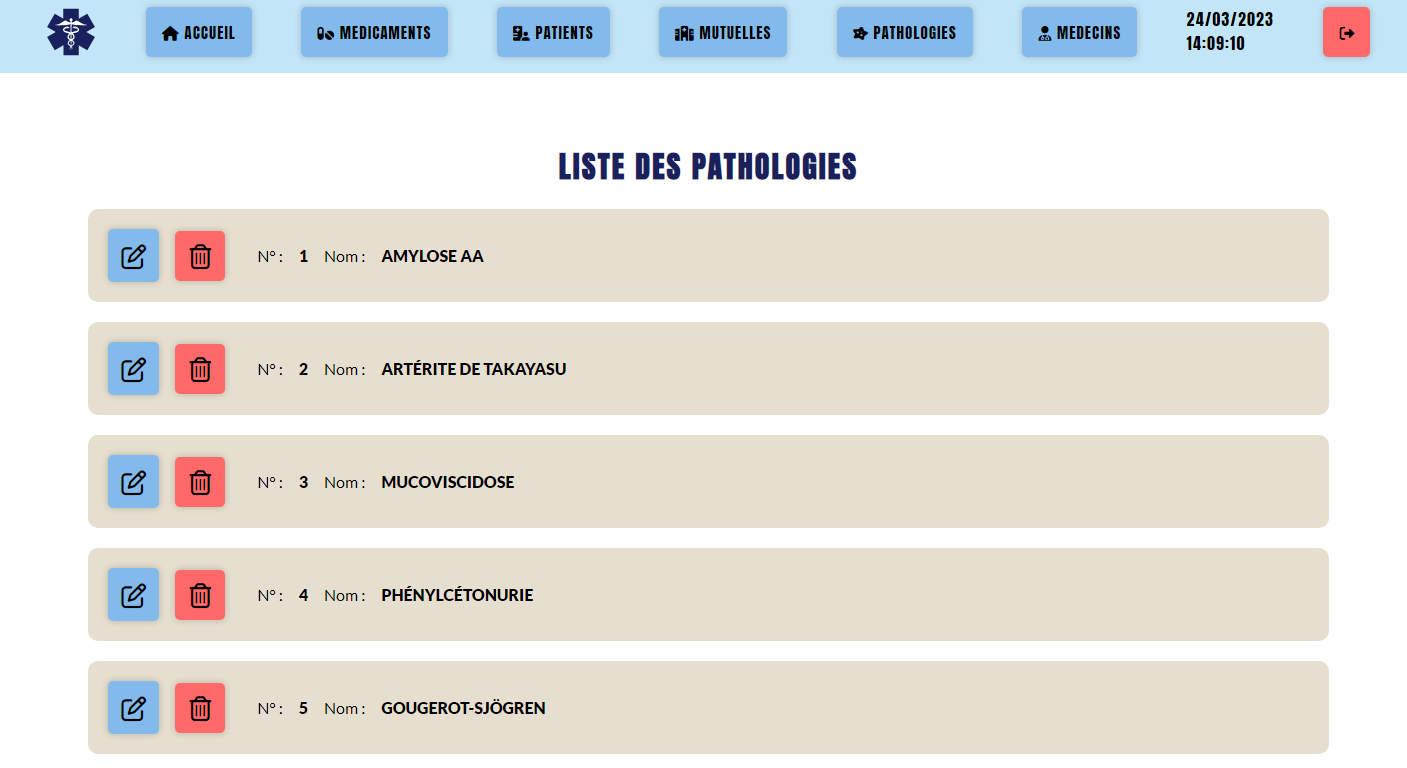 ACCUEIL MEDICAMENTS PATIENTS MUTUELLES PATHOLOGIES MEDECINS 24/03/2023
14:09:10
LISTE DES PATHOLOGIES
N° : 1 Nom : AMYLOSE AA
N° : 2 Nom : ARTÉRITE DE TAKAYASU
N° : 3 Nom : MUCOVISCIDOSE
N° : 4 Nom : PHÉNYLCÉTONURIE
N° : 5 Nom : GOUGEROT-SJÖGREN